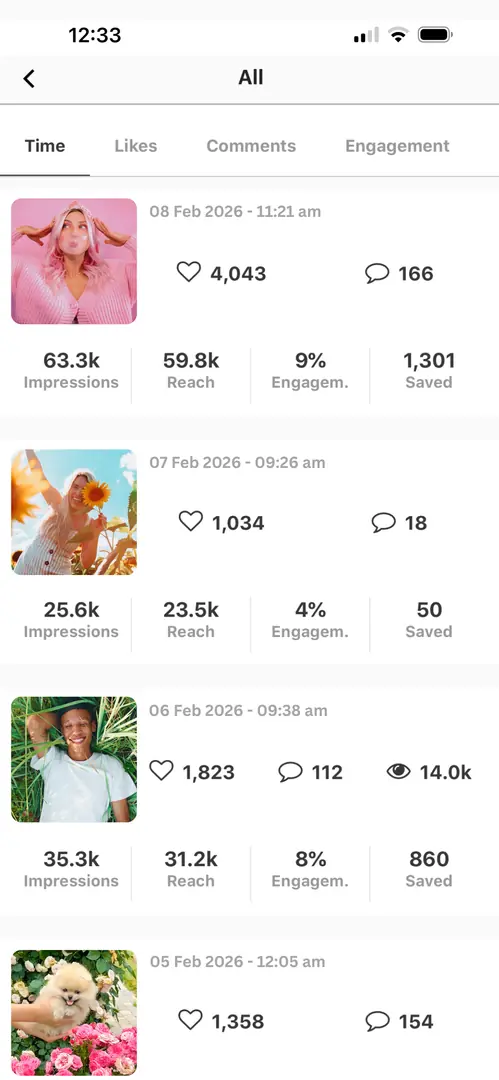 12:33
All
Time Likes Comments Engagement
08 Feb 2026 - 11:21 am
4,043 166
63.3k 59.8k 9% 1,301
Impressions Reach Engagem. Saved
07 Feb 2026 - 09:26 am
1,034 18
25.6k 23.5k 4% 50
Impressions Reach Engagem. Saved
06 Feb 2026 - 09:38 am
1,823 112 14.0k
35.3k 31.2k 8% 860
Impressions Reach Engagem. Saved
05 Feb 2026 - 12:05 am
1,358 154